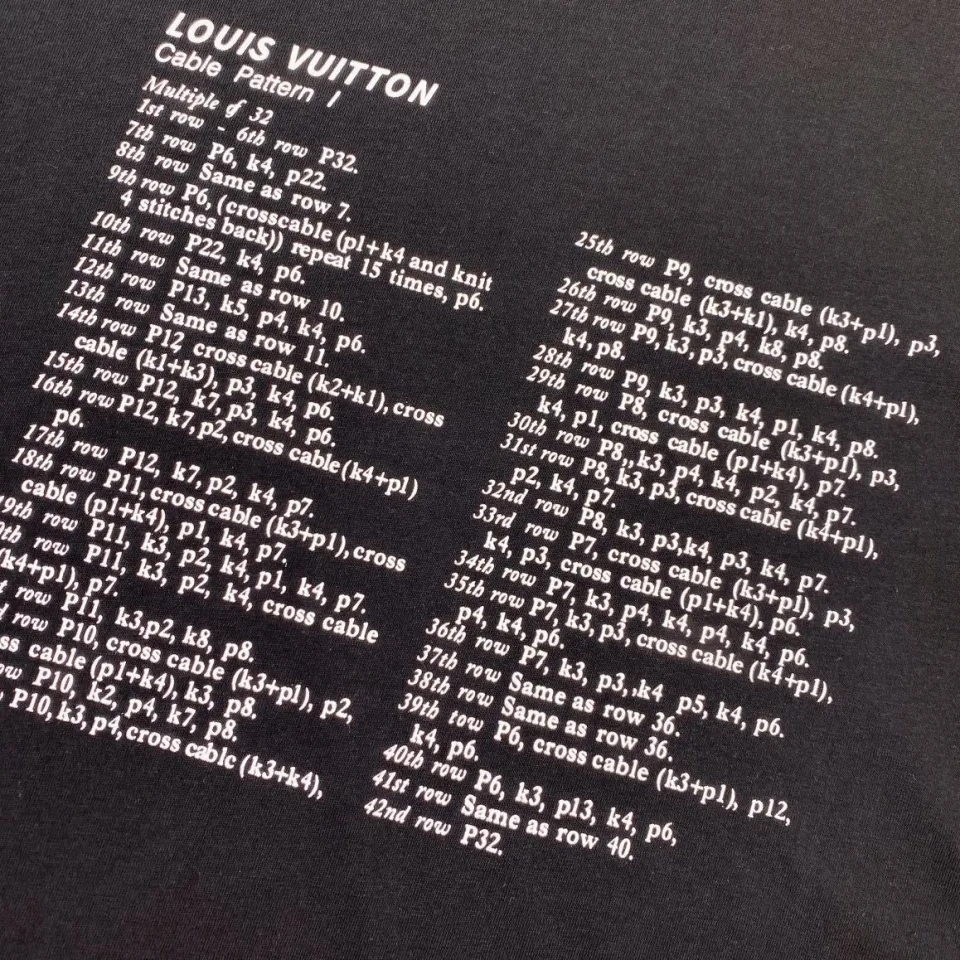 LOUIS VUITTON
Cable Pattern I
Multiple of 32
1st row - 6th row P32.
7th row P6, k4, p22.
8th row Same as row 7.
9th row P6, (crosscable (p1+k4 and knit
4 stitches back)) repeat 15 times, p6.
10th row P22, k4, p6.
11th row Same as row 10.
12th row P13, k5, p4, k4, p6.
13th row Same as row 11.
14th row P12 cross cable (k2+k1), cross
cable (k1+k3), p3, k4, p6.
15th row P12, k7, p3, k4, p6.
16th row P12, k7, p2, cross cable (k4+p1)
p6.
17th row P12, k7, p2, k4, p7.
18th row P11, cross cable (k3+p1), cross
cable (p1+k4), p1, k4, p7.
9th row P11, k3, p2, k4, p1, k4, p7.
0th row P11, k3, p2, k4, cross cable
(k4+p1), p7.
t row P11, k3,p2, k8, p8.
d row P10, cross cable (k3+p1), p2,
ss cable (p1+k4), k3, p8.
ow P10, k2, p4, k7, p8.
P10, k3, p4, cross cable (k3+k4),
25th row P9, cross cable (k3+p1), p3,
cross cable (k3+k1), k4, p8.
26th row P9, k3, p4, k8, p8.
27th row P9, k3, p3, cross cable (k4+p1),
k4, p8.
28th row P9, k3, p3, k4, p1, k4, p8.
29th row P8, cross cable (k3+p1), p3,
k4, p1, cross cable (p1+k4), p7.
30th row P8,, k3, p4, k4, p2, k4, p7.
31st row P8, k3, p3, cross cable (k4+p1),
p2, k4, p7.
32nd row P8, k3, p3,k4, p3, k4, p7.
33rd row P7, cross cable (k3+p1), p3,
k4, p3, cross cable (p1+k4), p6.
34th row P7, k3, p4, k4, p4, k4, p6.
35th row P7, k3, p3, cross cable (k4+p1),
p4, k4, p6.
36th row P7, k3, p3,,k4 p5, k4, p6.
37th row Same as row 36.
38th row Same as row 36.
39th tow P6, cross cable (k3+p1), p12,
k4, p6.
40th row P6, k3, p13, k4, p6,
41st row Same as row 40.
42nd row P32.